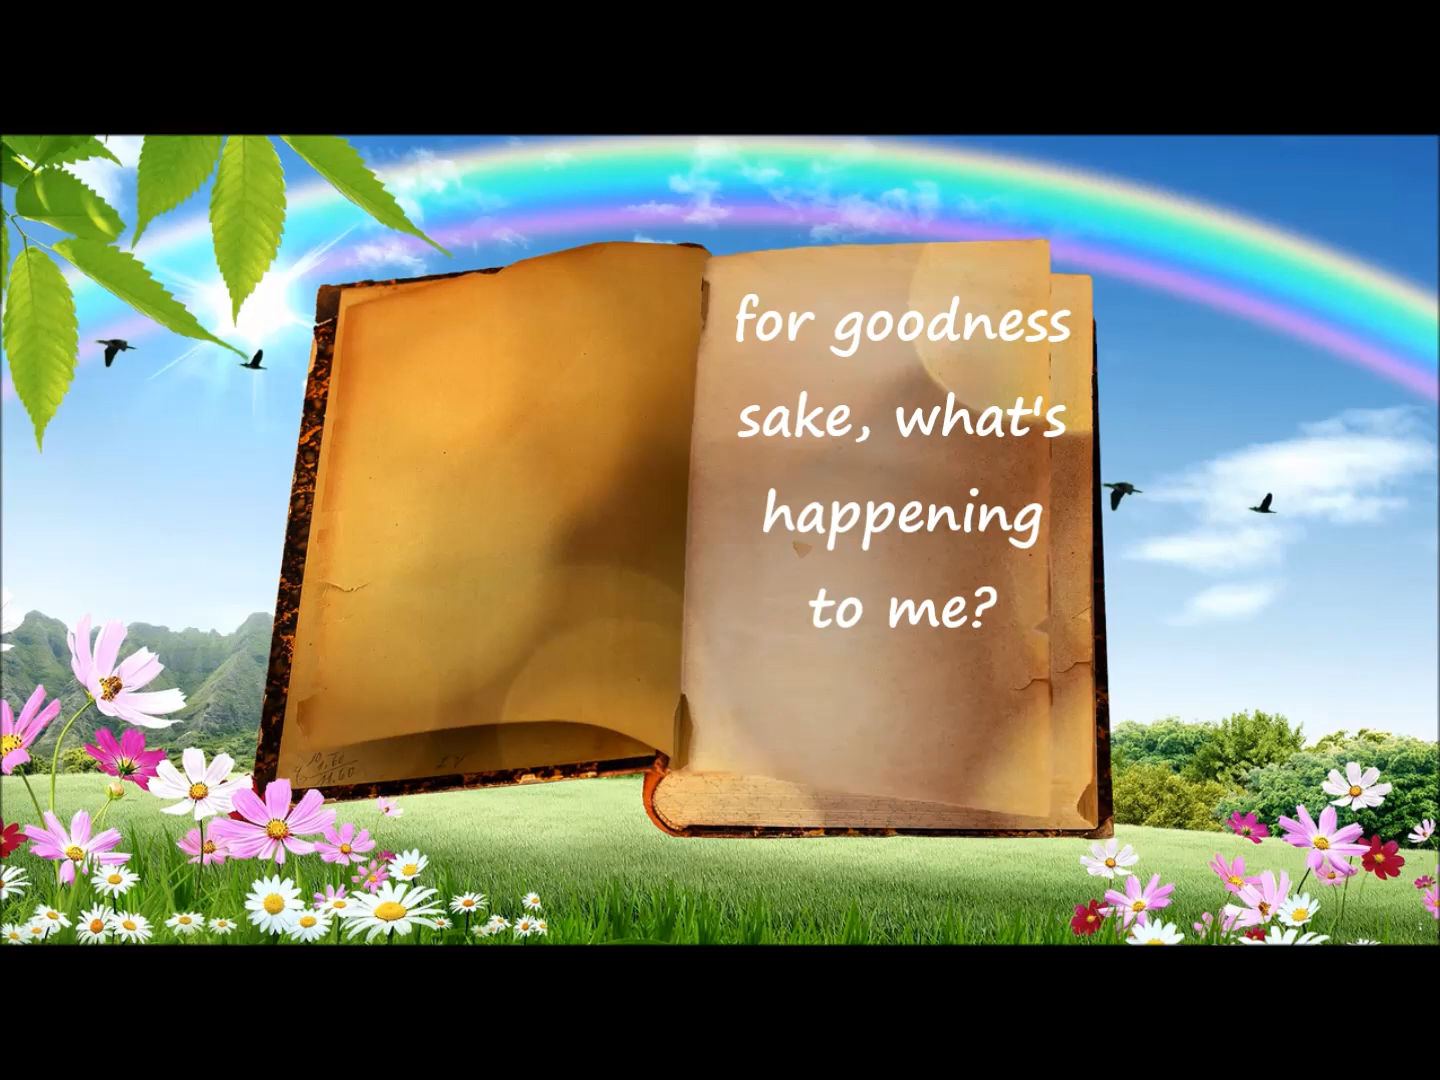 for goodness
sake, what's
happening
to me?